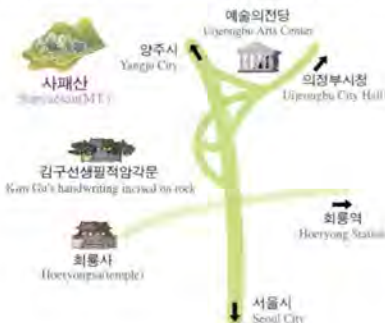 예술의전당
Uijeongbu Arts Center
양주시
Yangju City
사패산
Sapaesan(MT.)
의정부시청
Uijeongbu City Hall
김구선생필적암각문
Kim Gu's handwriting incised on rock
회룡역
Hoeryong Station
회룡사
Hoeryongsa(temple)
서울시
Seoul City